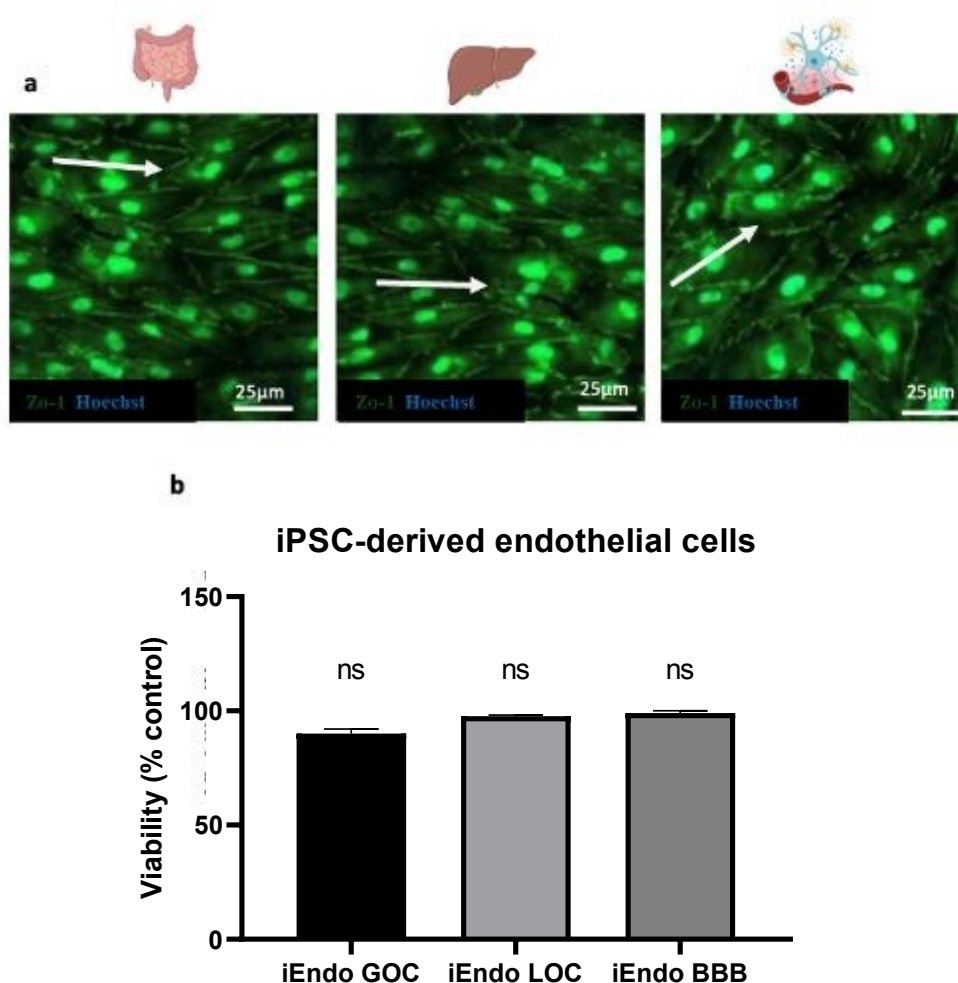 a
Zo-1 Hoechst
25μm
Zo-1 Hoechst
25μm
Zo-1 Hoechst
25μm
b
iPSC-derived endothelial cells
Viability (% control)
150
100
50
0
ns
ns
ns
iEndo GOC
iEndo LOC
iEndo BBB